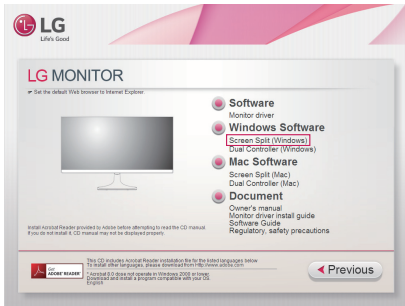 LG
Life's Good
LG MONITOR
Set the default Web browser to Internet Explorer.
Software
Monitor driver
Windows Software
Screen Split (Windows)
Dual Controller (Windows)
Mac Software
Screen Split (Mac)
Dual Controller (Mac)
Document
Owner's manual
Monitor driver install guide
Software Guide
Regulatory, safety precautions
Install Acrobat Reader provided by Adobe before attempting to read the CD manual.
If you do not install it, CD manual may not be displayed properly.
Get
ADOBE® READER®
This CD includes Acrobat Reader installation file for the listed languages below
To install other languages, please download from Http://www.adobe.com
* Acrobat 8.0 dose not operate in Windows 2000 or lower.
Download and install a program compatible with your OS.
English
Previous